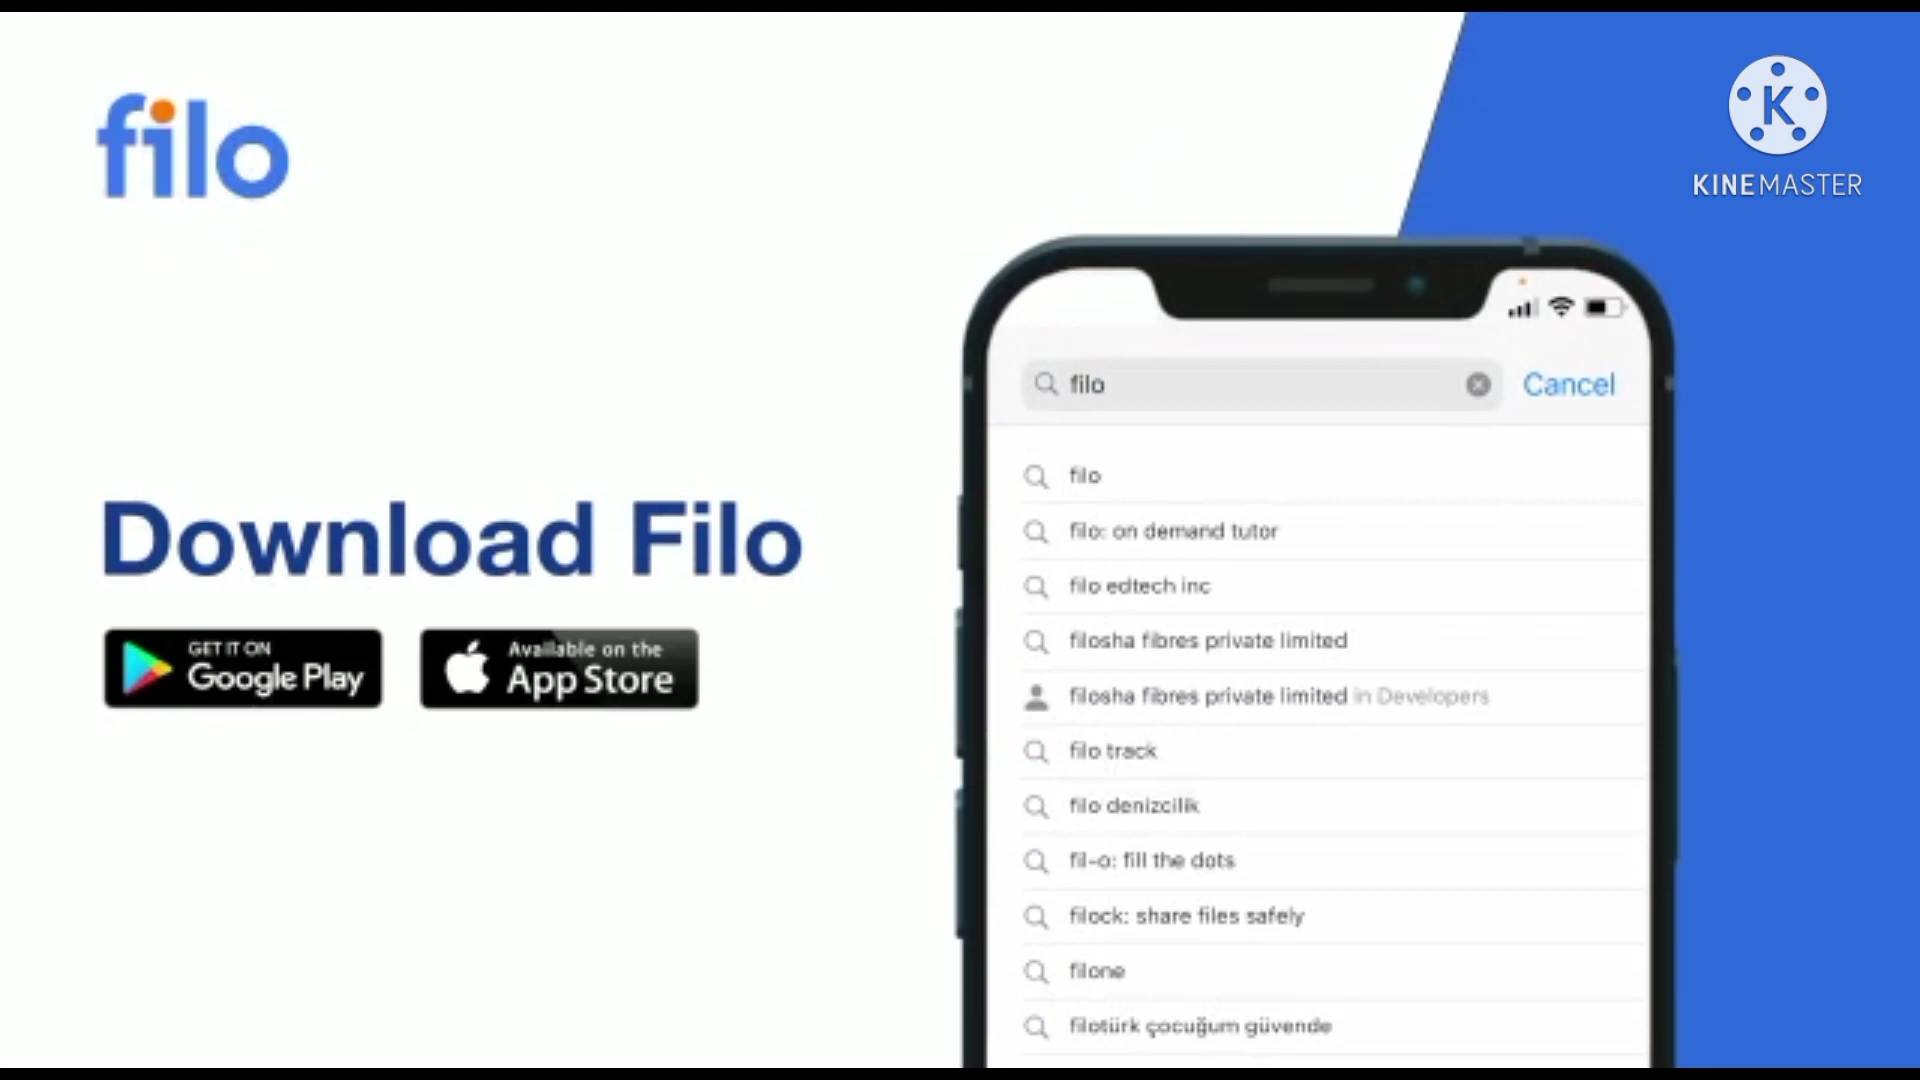 filo
K
KINEMASTER
filo
Cancel
filo
filo: on demand tutor
filo edtech inc
filosha fibres private limited
filosha fibres private limited in Developers
filo track
filo denizcilik
fil-o: fill the dots
filock: share files safely
filone
filotürk çocuğum güvende
Download Filo
GET IT ON
Google Play
Available on the
App Store